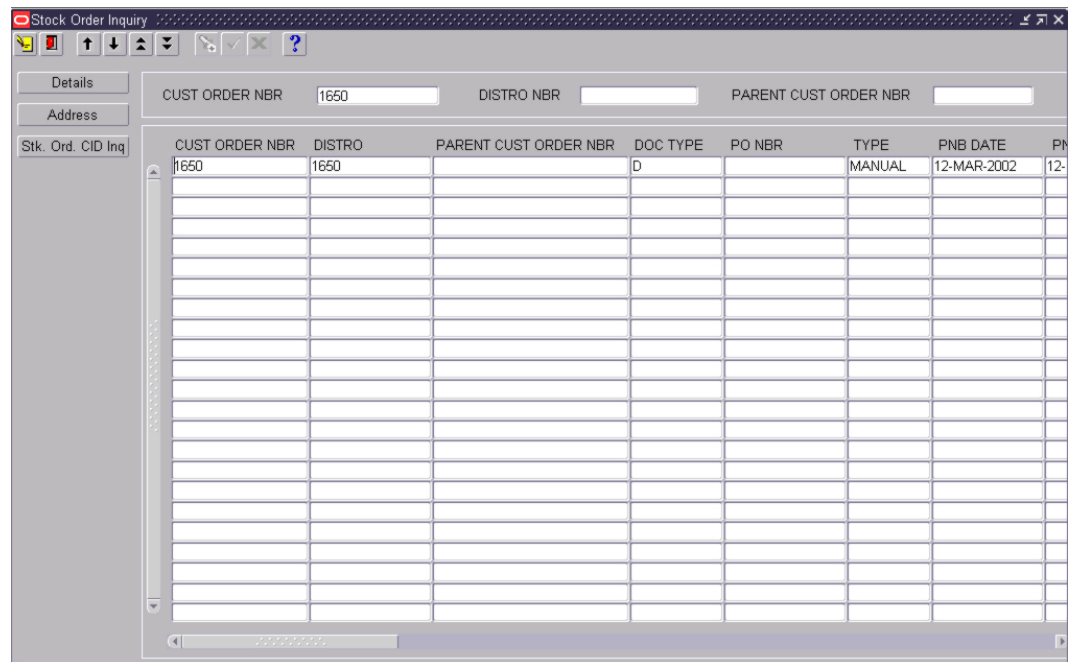 Stock Order Inquiry
?
Details
CUST ORDER NBR 1650 DISTRO NBR PARENT CUST ORDER NBR
Address
Stk. Ord. CID Inq
CUST ORDER NBR DISTRO PARENT CUST ORDER NBR DOC TYPE PO NBR TYPE PNB DATE PN
1650 1650 D MANUAL 12-MAR-2002 12-